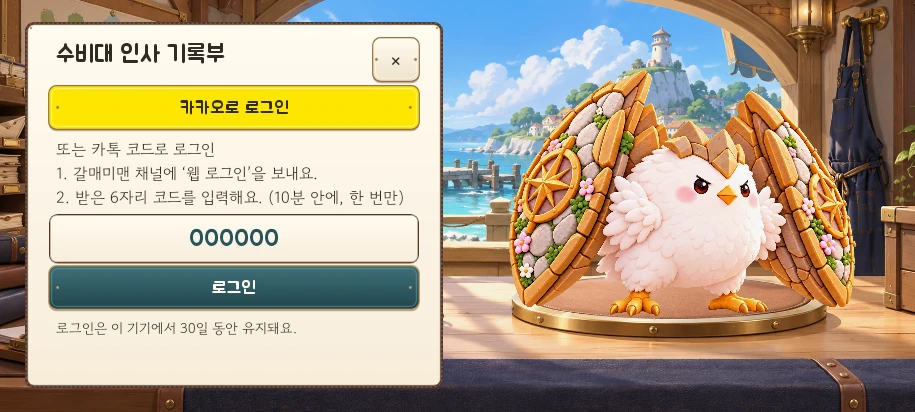 수비대 인사 기록부
×
카카오로 로그인
또는 카톡 코드로 로그인
1. 갈매미맨 채널에 ‘웹 로그인’을 보내요.
2. 받은 6자리 코드를 입력해요. (10분 안에, 한 번만)
000000
로그인
로그인은 이 기기에서 30일 동안 유지돼요.